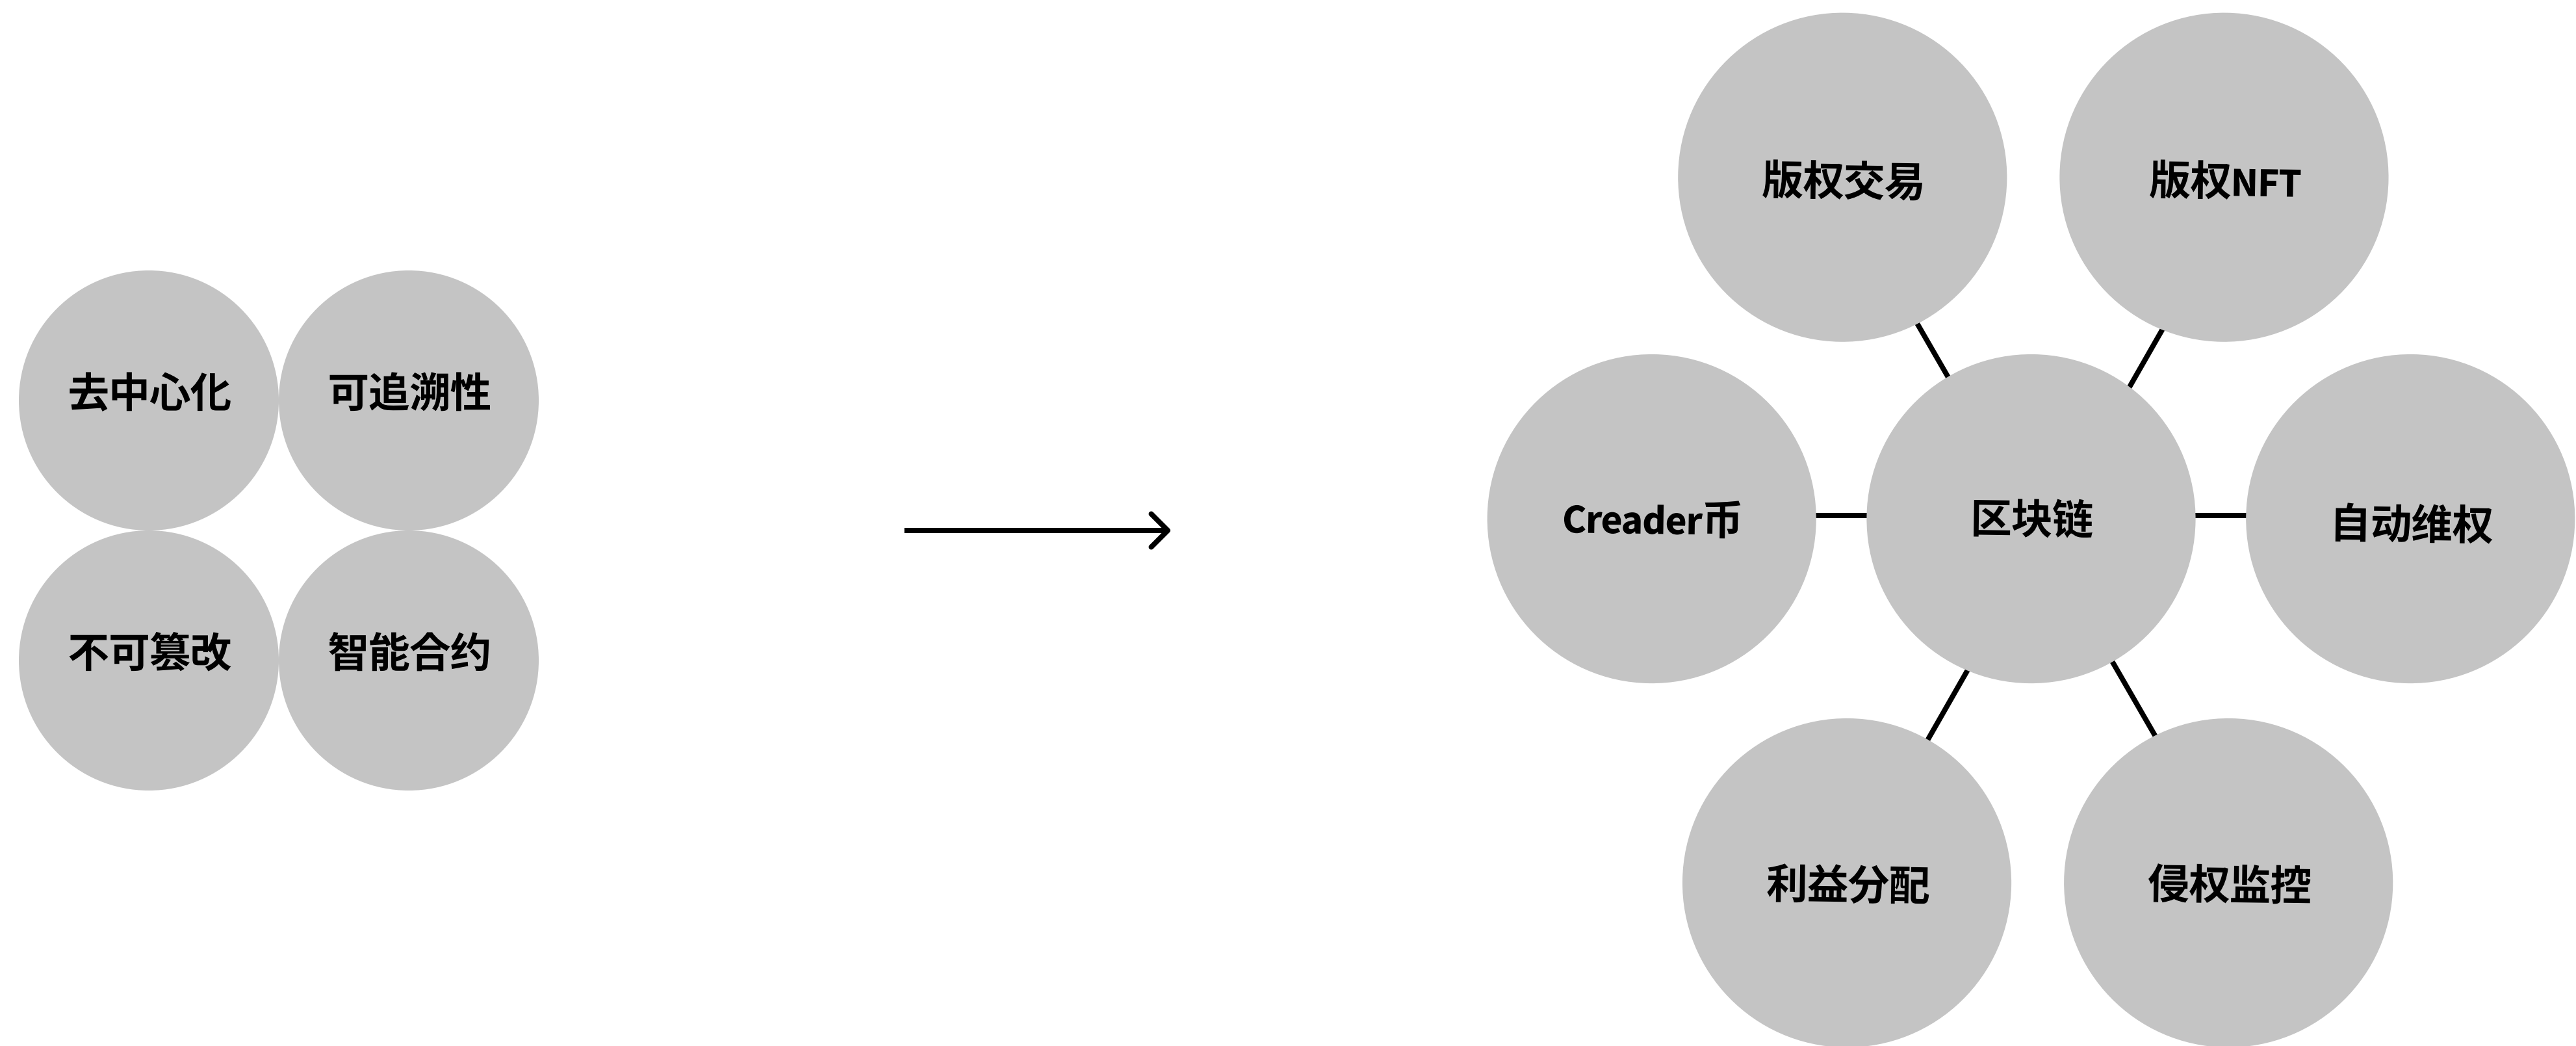 去中心化
可追溯性
不可篡改
智能合约
版权交易
版权NFT
Creader币
区块链
自动维权
利益分配
侵权监控